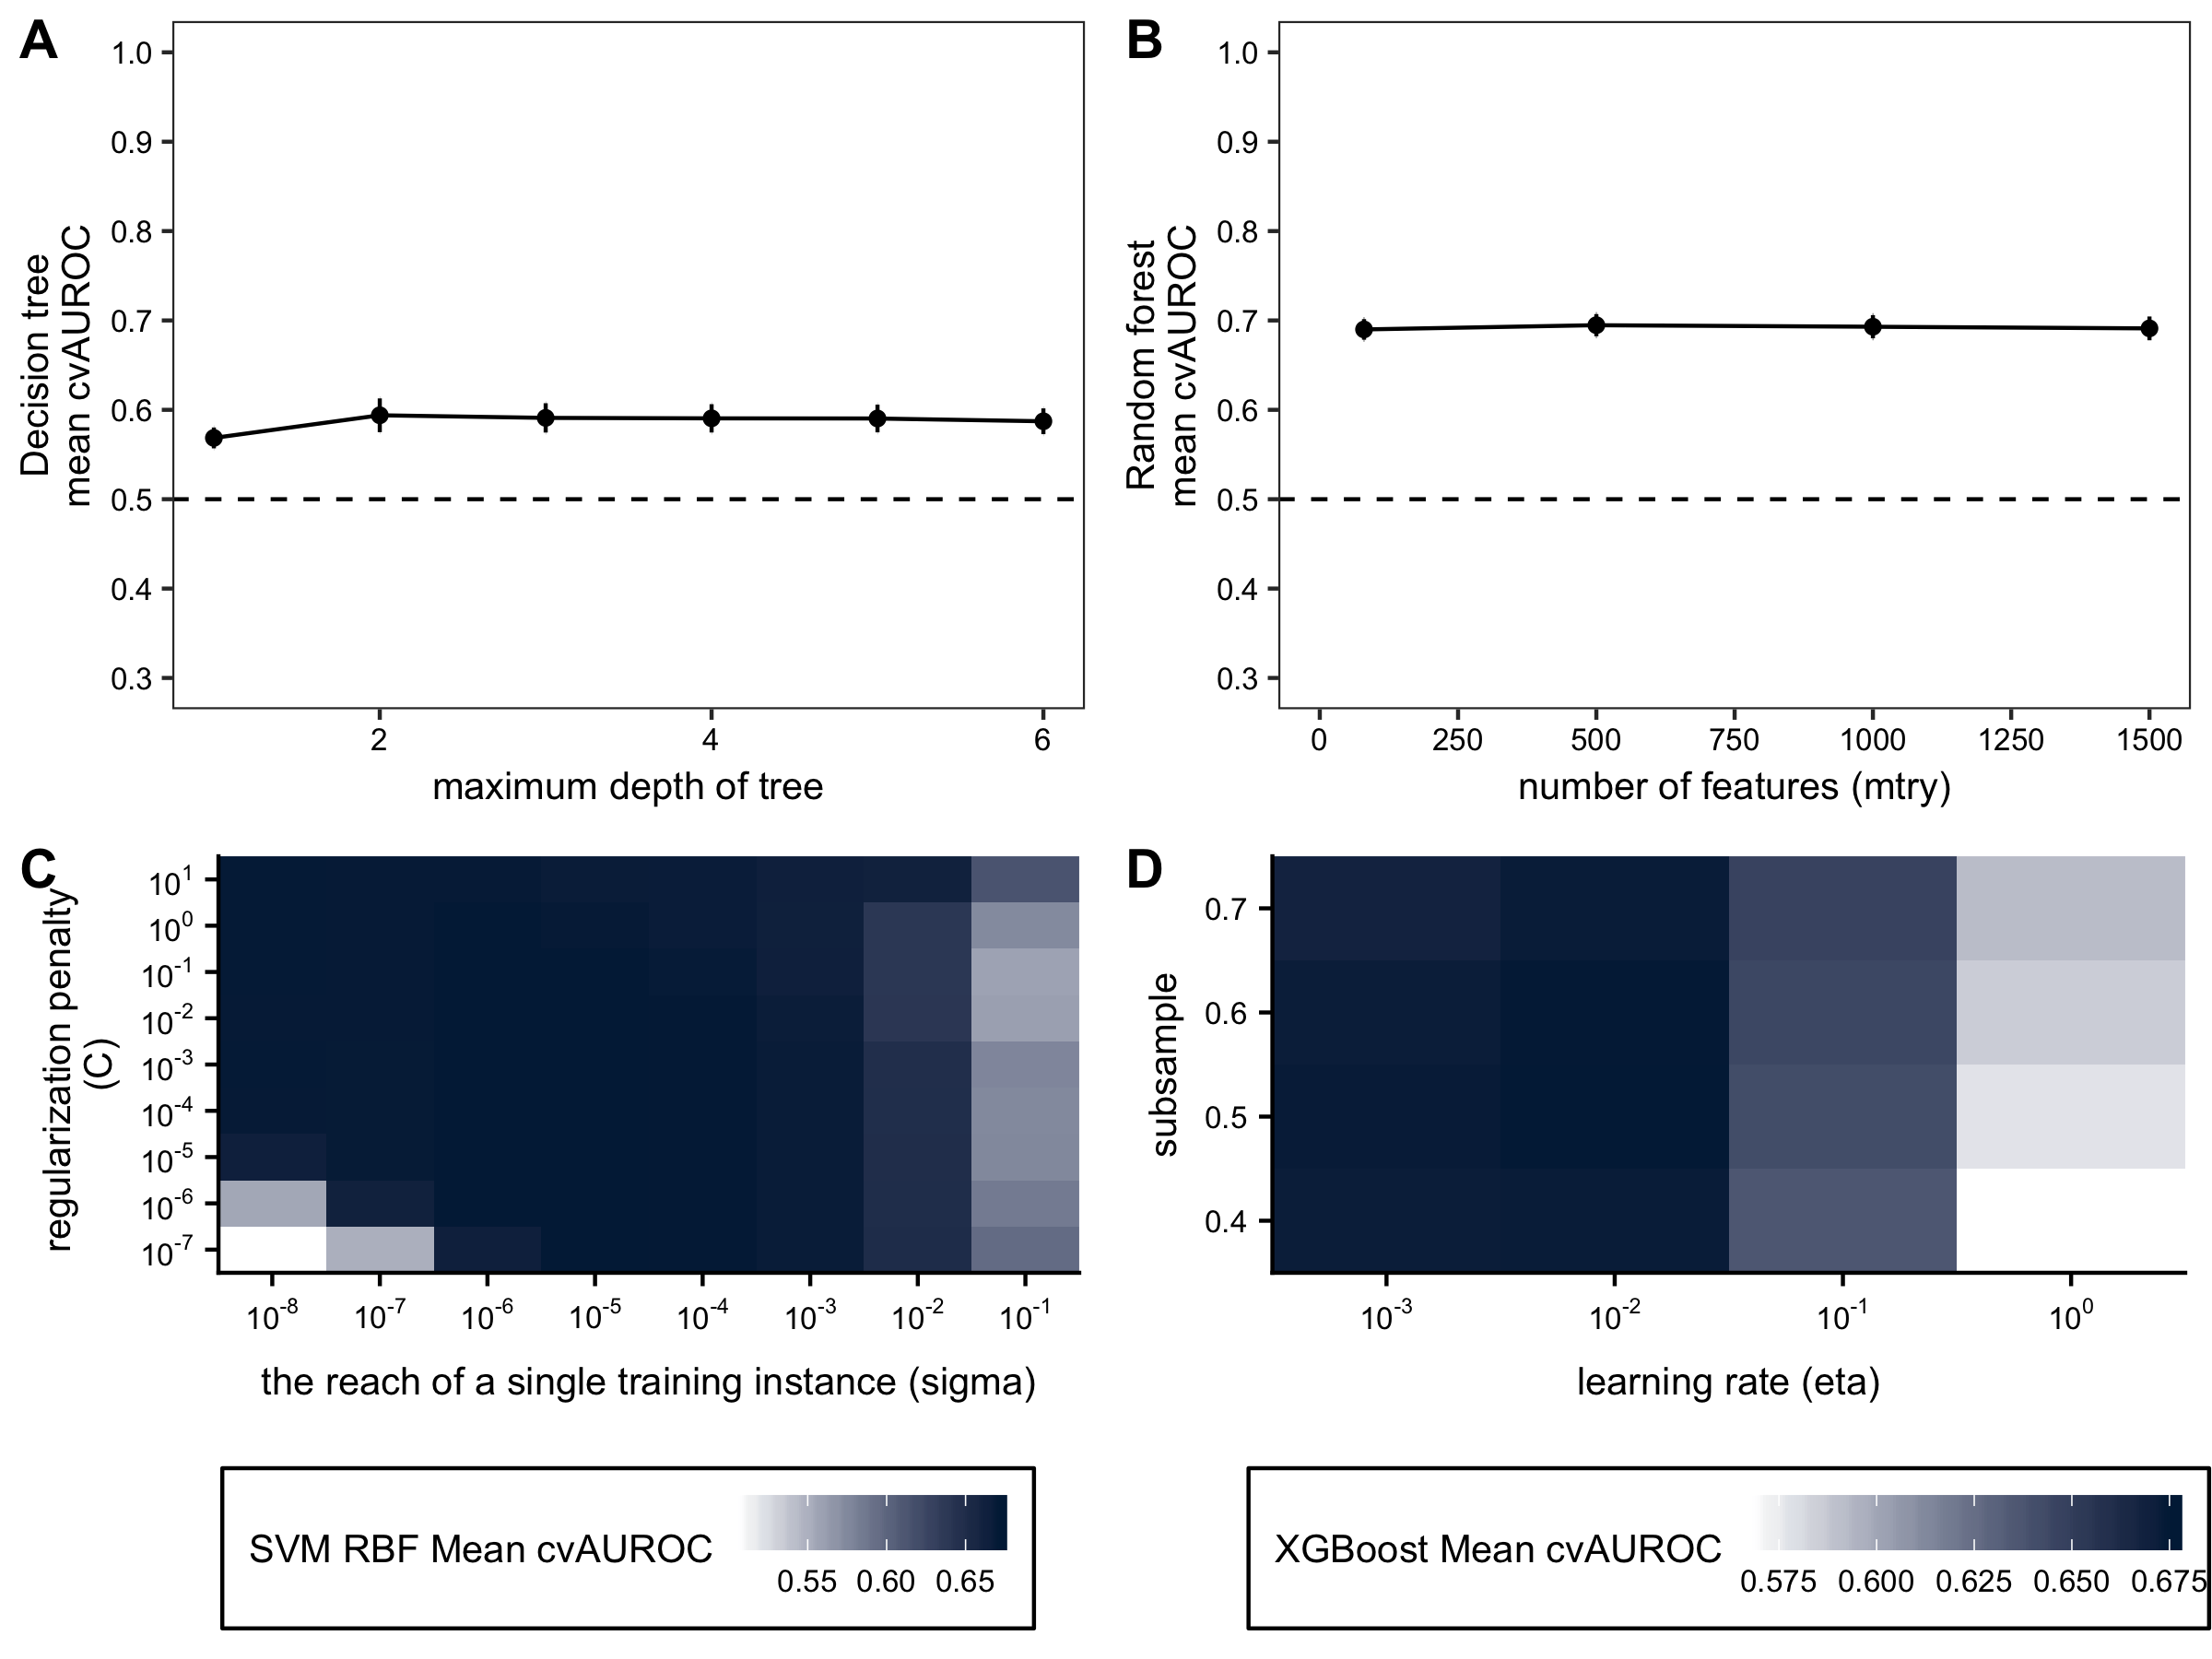 A
1.0
0.9
0.8
0.7
0.6
0.5
0.4
0.3
Decision tree
mean cvAUROC
2 4 6
maximum depth of tree
B
1.0
0.9
0.8
0.7
0.6
0.5
0.4
0.3
Random forest
mean cvAUROC
0 250 500 750 1000 1250 1500
number of features (mtry)
C
10^1
10^0
10^-1
10^-2
10^-3
10^-4
10^-5
10^-6
10^-7
regularization penalty
(C)
10^-8 10^-7 10^-6 10^-5 10^-4 10^-3 10^-2 10^-1
the reach of a single training instance (sigma)
SVM RBF Mean cvAUROC
0.55 0.60 0.65
D
0.7
0.6
0.5
0.4
subsample
10^-3 10^-2 10^-1 10^0
learning rate (eta)
XGBoost Mean cvAUROC
0.575 0.600 0.625 0.650 0.675